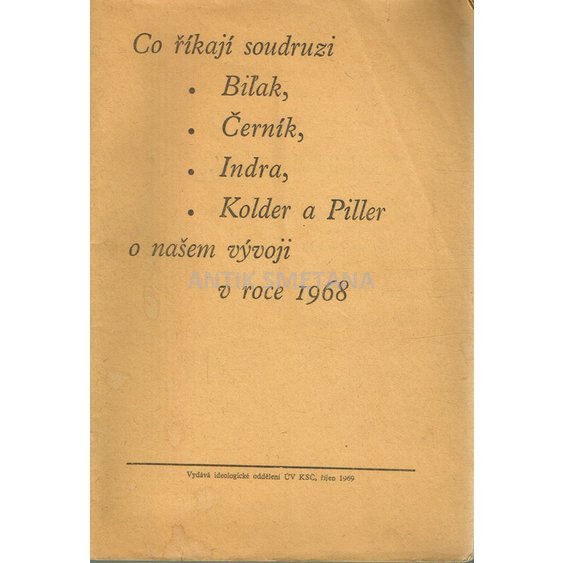 Co říkají soudruzi
• Biľak,
• Černík,
• Indra,
• Kolder a Piller
o našem vývoji
ANTIK SMETANA
v roce 1968
Vydává ideologické oddělení ÚV KSČ, říjen 1969